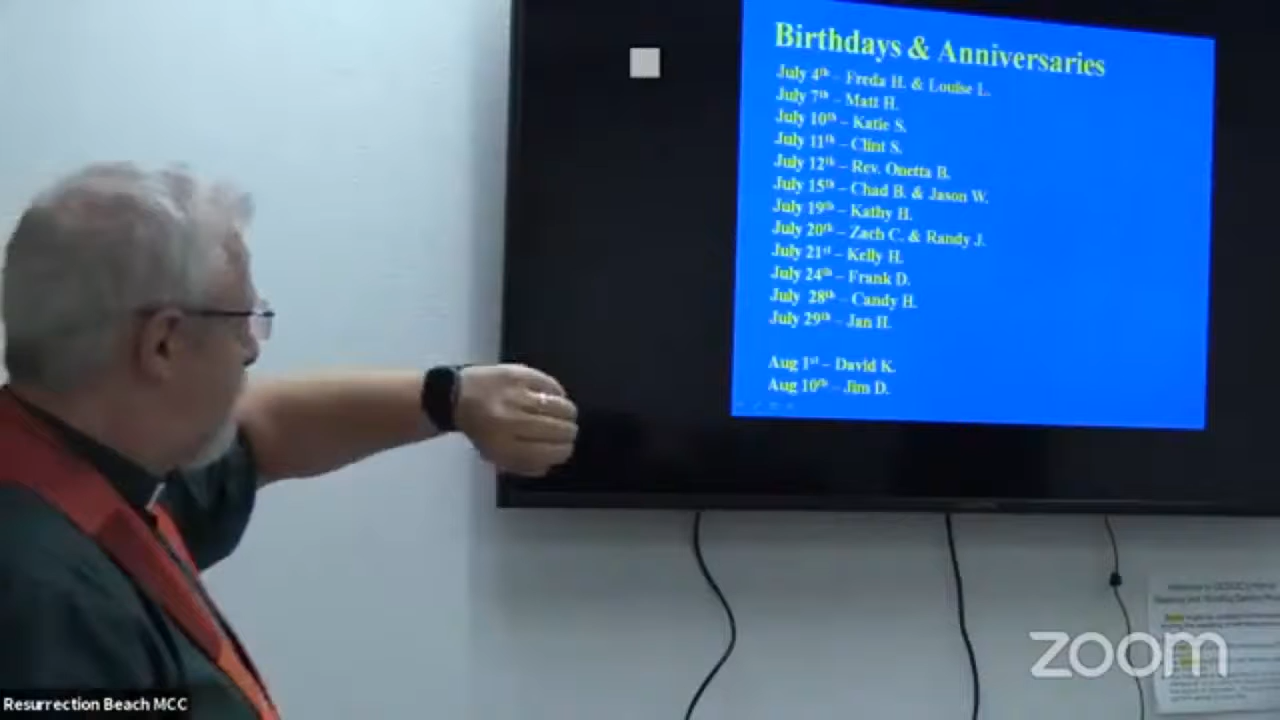 Birthdays & Anniversaries
July 4th – Freda H. & Louise L.
July 7th – Matt H.
July 10th – Katie S.
July 11th – Clint S.
July 12th – Rev. Onetta B.
July 15th – Chad B. & Jason W.
July 19th – Kathy H.
July 20th – Zach C. & Randy J.
July 21st – Kelly H.
July 24th – Frank D.
July 28th – Candy H.
July 29th – Jan H.
Aug 1st – David K.
Aug 10th – Jim D.
zoom
Resurrection Beach MCC